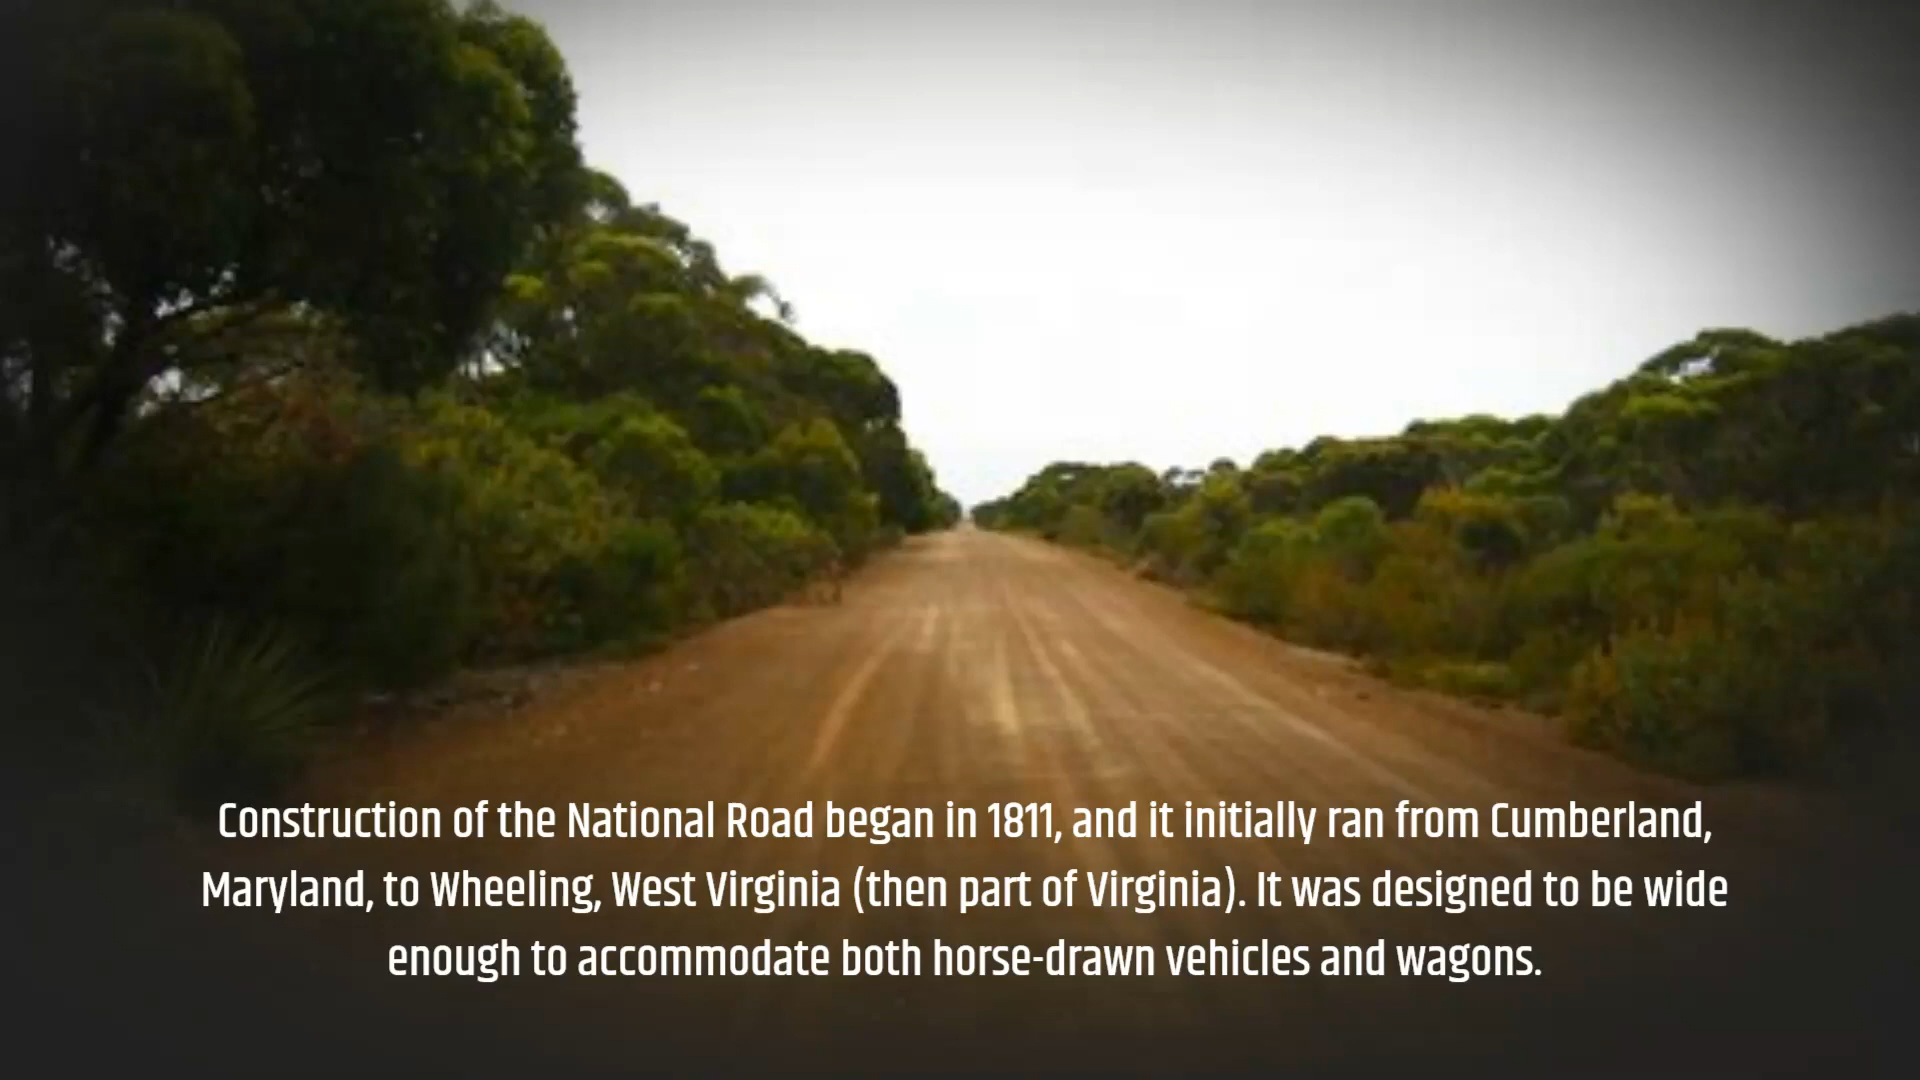 Construction of the National Road began in 1811, and it initially ran from Cumberland,
Maryland, to Wheeling, West Virginia (then part of Virginia). It was designed to be wide
enough to accommodate both horse-drawn vehicles and wagons.